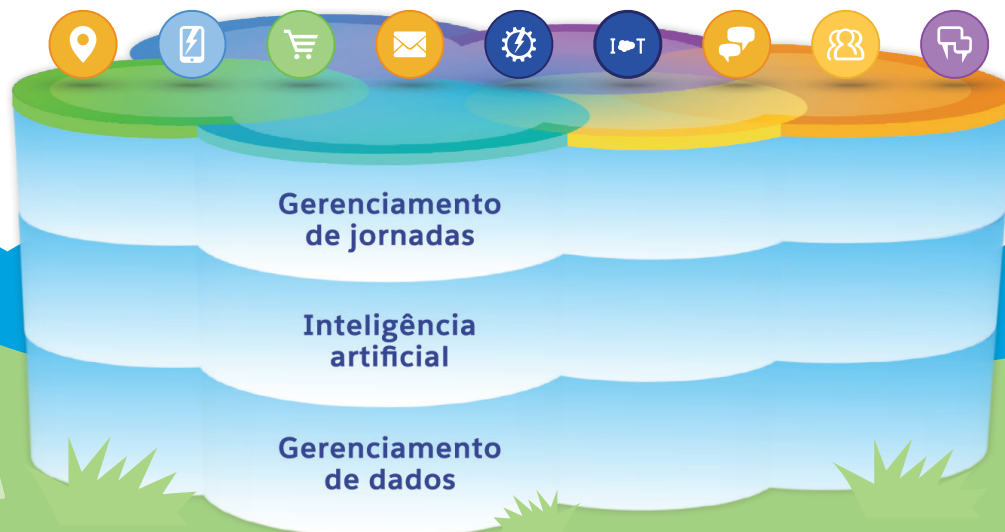 I T
Gerenciamento
de jornadas
Inteligência
artificial
Gerenciamento
de dados